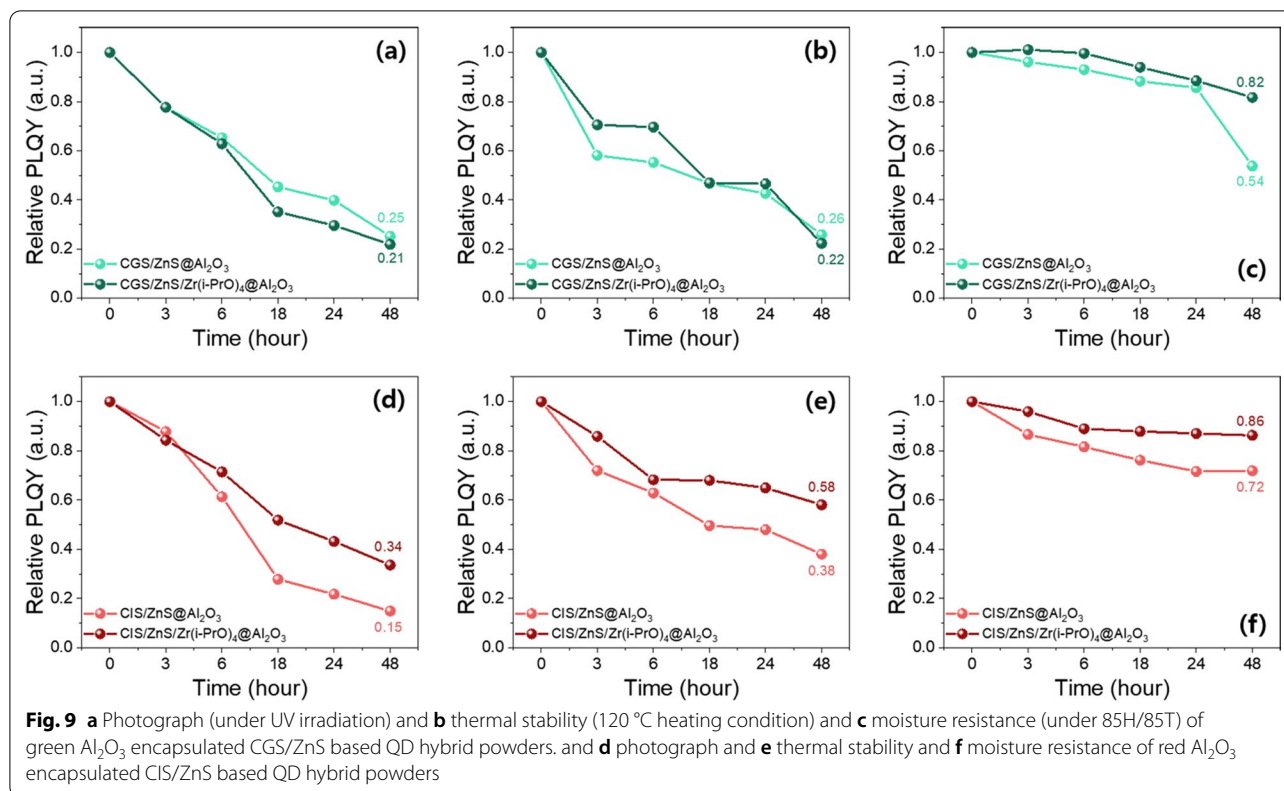 (a)
Relative PLQY (a.u.)
1.0
0.8
0.6
0.4
0.2
0.0
0.25
0.21
CGS/ZnS@Al₂O₃
CGS/ZnS/Zr(i-PrO)₄@Al₂O₃
0 3 6 18 24 48
Time (hour)
(b)
Relative PLQY (a.u.)
1.0
0.8
0.6
0.4
0.2
0.0
0.26
0.22
CGS/ZnS@Al₂O₃
CGS/ZnS/Zr(i-PrO)₄@Al₂O₃
0 3 6 18 24 48
Time (hour)
Relative PLQY (a.u.)
1.0
0.8
0.6
0.4
0.2
0.0
0.82
0.54
(c)
CGS/ZnS@Al₂O₃
CGS/ZnS/Zr(i-PrO)₄@Al₂O₃
0 3 6 18 24 48
Time (hour)
(d)
Relative PLQY (a.u.)
1.0
0.8
0.6
0.4
0.2
0.0
0.34
0.15
CIS/ZnS@Al₂O₃
CIS/ZnS/Zr(i-PrO)₄@Al₂O₃
0 3 6 18 24 48
Time (hour)
(e)
Relative PLQY (a.u.)
1.0
0.8
0.6
0.4
0.2
0.0
0.58
0.38
CIS/ZnS@Al₂O₃
CIS/ZnS/Zr(i-PrO)₄@Al₂O₃
0 3 6 18 24 48
Time (hour)
Relative PLQY (a.u.)
1.0
0.8
0.6
0.4
0.2
0.0
0.86
0.72
CIS/ZnS@Al₂O₃
CIS/ZnS/Zr(i-PrO)₄@Al₂O₃
(f)
0 3 6 18 24 48
Time (hour)
Fig. 9 a Photograph (under UV irradiation) and b thermal stability (120 °C heating condition) and c moisture resistance (under 85H/85T) of
green Al₂O₃ encapsulated CGS/ZnS based QD hybrid powders. and d photograph and e thermal stability and f moisture resistance of red Al₂O₃
encapsulated CIS/ZnS based QD hybrid powders